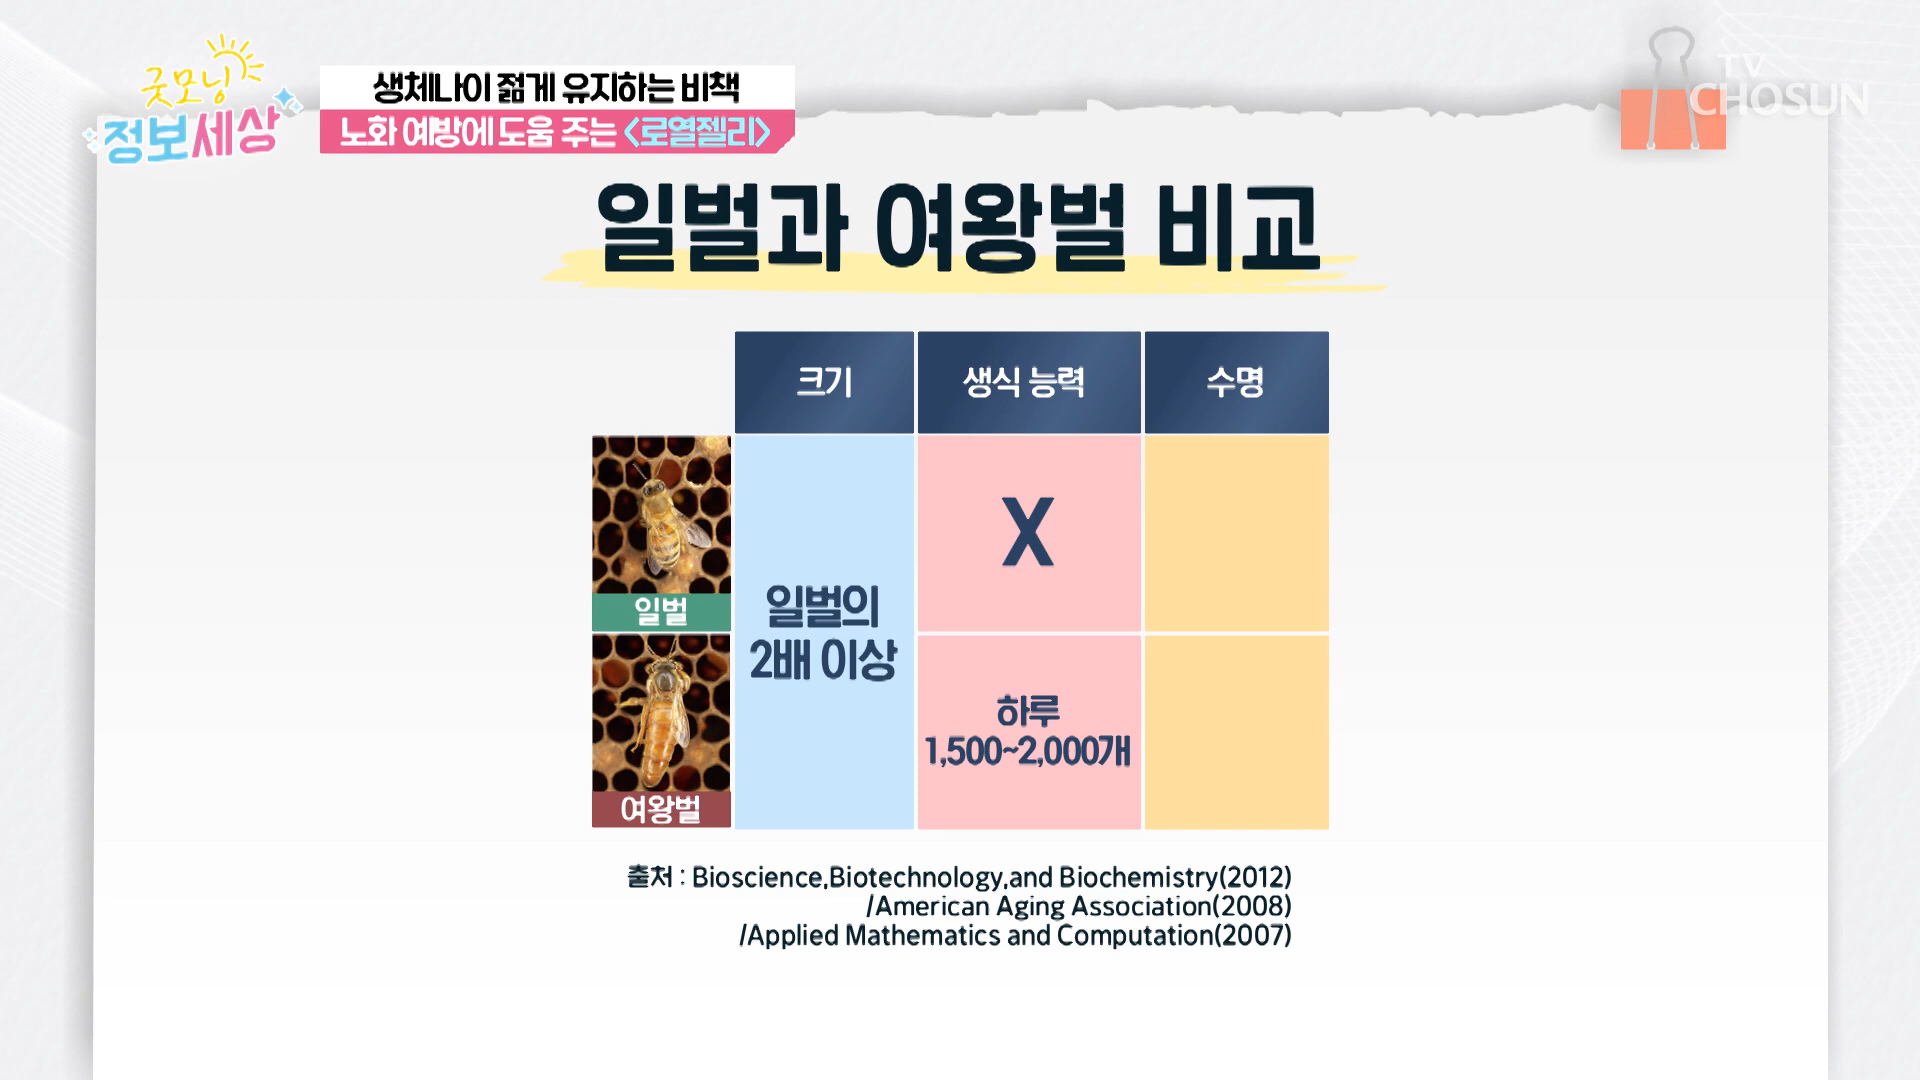 굿모닝
정보세상
생체나이 젊게 유지하는 비책
노화 예방에 도움 주는 <로열젤리>
TV
CHOSUN
일벌과 여왕벌 비교
크기
생식 능력
수명
일벌
일벌의
2배 이상
X
여왕벌
하루
1,500~2,000개
출처 : Bioscience,Biotechnology,and Biochemistry(2012)
/American Aging Association(2008)
/Applied Mathematics and Computation(2007)